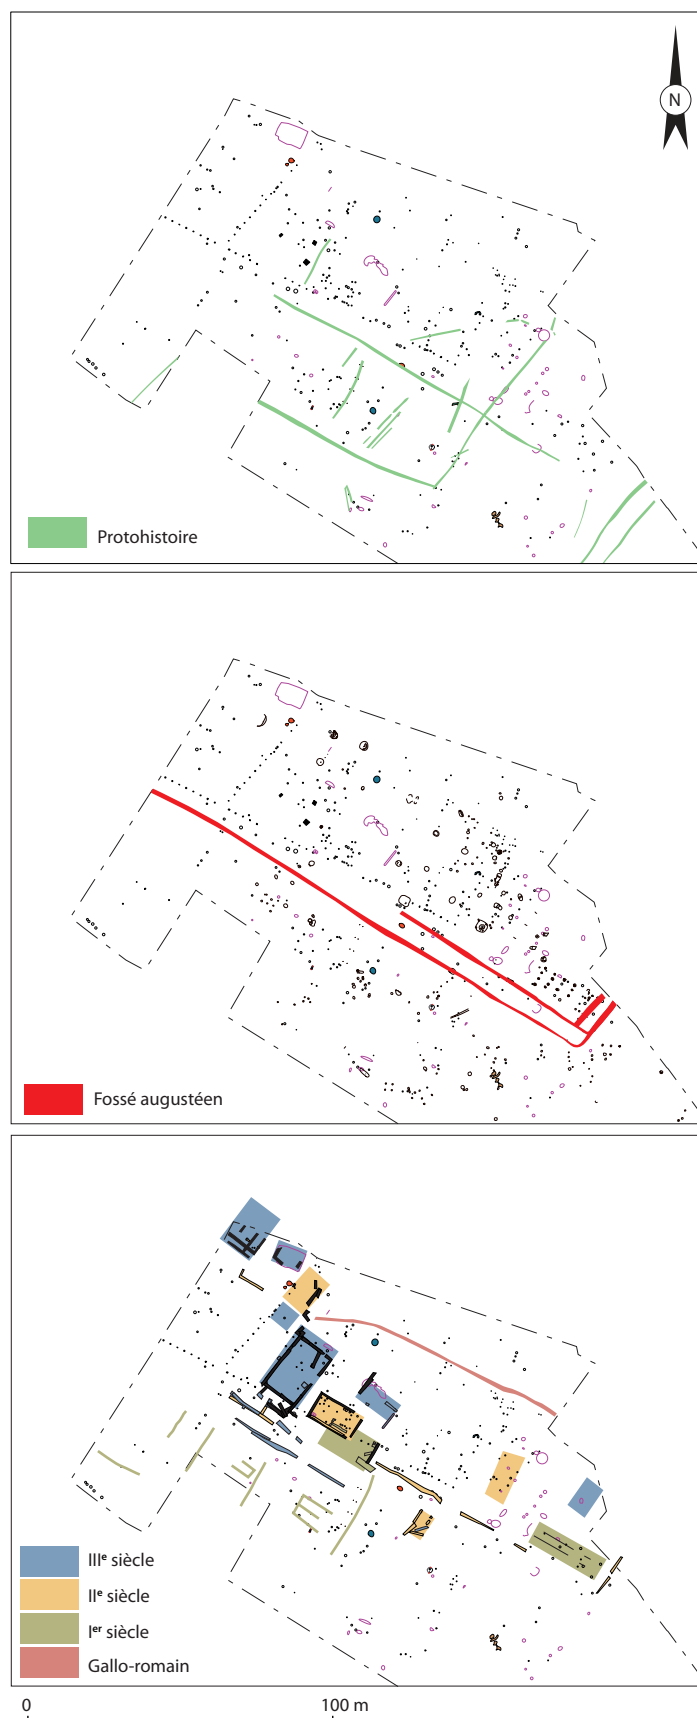 N
Protohistoire
Fossé augustéen
IIIᵉ siècle
IIᵉ siècle
Iᵉʳ siècle
Gallo-romain
0 100 m